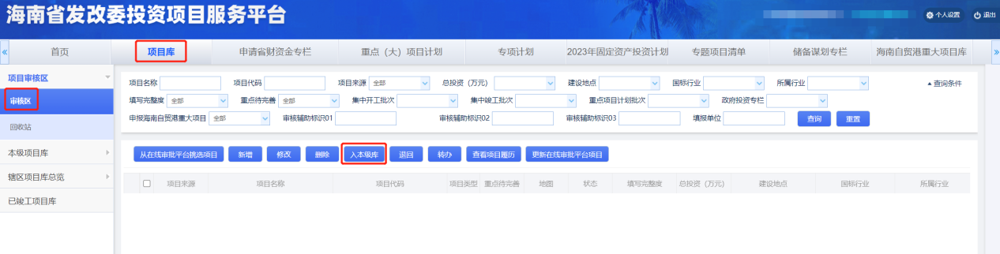 海南省发改委投资项目服务平台
个人设置 退出
« 首页 项目库 申请省财资金专栏 重点（大）项目计划 专项计划 2023年固定资产投资计划 专题项目清单 储备谋划专栏 海南自贸港重大项目库 »
项目审核区
审核区
回收站
本级项目库
辖区项目库总览
已竣工项目库
项目名称 项目代码 项目来源 全部 总投资（万元） 建设地点 国标行业 所属行业 查询条件
填写完整度 全部 重点待完善 全部 集中开工批次 集中竣工批次 重点项目计划批次 政府投资专栏
申报海南自贸港重大项目 全部 审核辅助标识01 审核辅助标识02 审核辅助标识03 填报单位 查询 重置
从在线审批平台挑选项目 新增 修改 删除 入本级库 退回 转办 查看项目履历 更新在线审批平台项目
项目来源 项目名称 项目代码 项目类型 重点待完善 地图 状态 填写完整度 总投资（万元） 建设地点 国标行业 所属行业